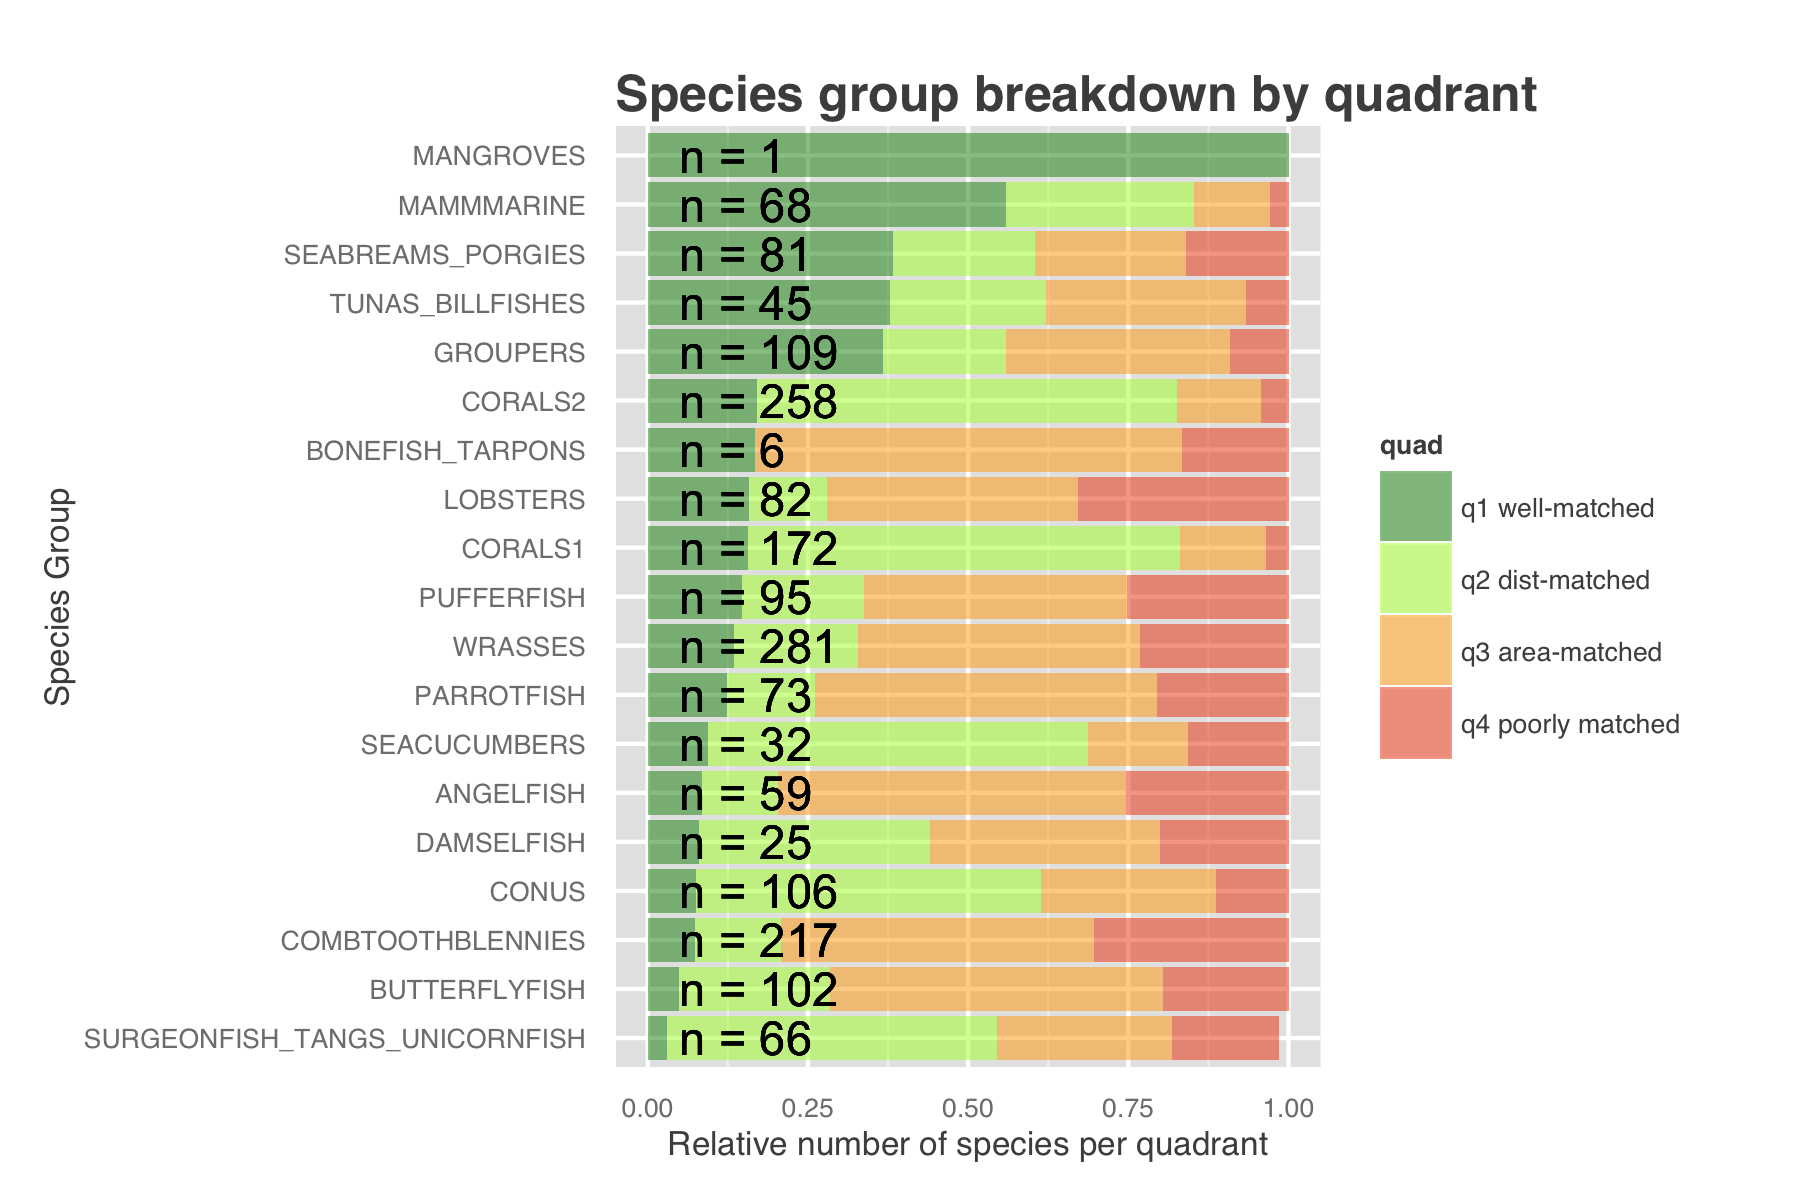 Species group breakdown by quadrant
Species Group
MANGROVES n = 1
MAMMMARINE n = 68
SEABREAMS_PORGIES n = 81
TUNAS_BILLFISHES n = 45
GROUPERS n = 109
CORALS2 n = 258
BONEFISH_TARPONS n = 6
LOBSTERS n = 82
CORALS1 n = 172
PUFFERFISH n = 95
WRASSES n = 281
PARROTFISH n = 73
SEACUCUMBERS n = 32
ANGELFISH n = 59
DAMSELFISH n = 25
CONUS n = 106
COMBTOOTHBLENNIES n = 217
BUTTERFLYFISH n = 102
SURGEONFISH_TANGS_UNICORNFISH n = 66
0.00 0.25 0.50 0.75 1.00
Relative number of species per quadrant
quad
q1 well-matched
q2 dist-matched
q3 area-matched
q4 poorly matched